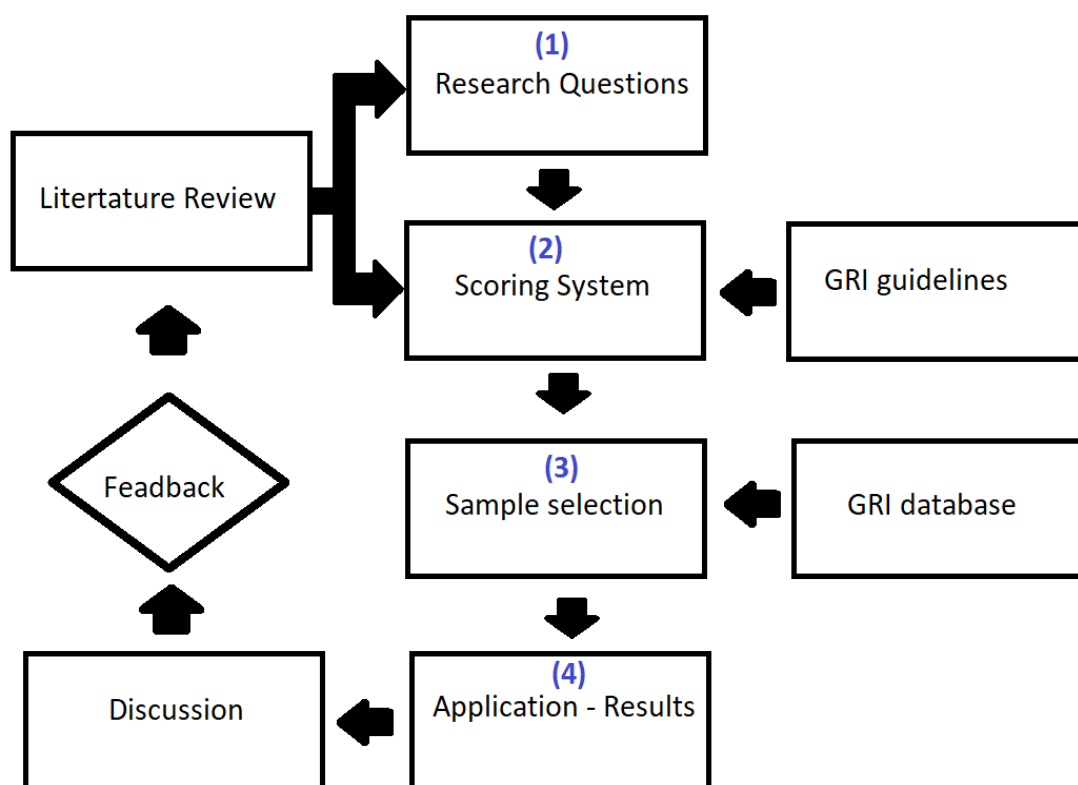 (1)
Research Questions
Litertature Review
(2)
Scoring System
GRI guidelines
(3)
Sample selection
GRI database
Feadback
(4)
Application - Results
Discussion